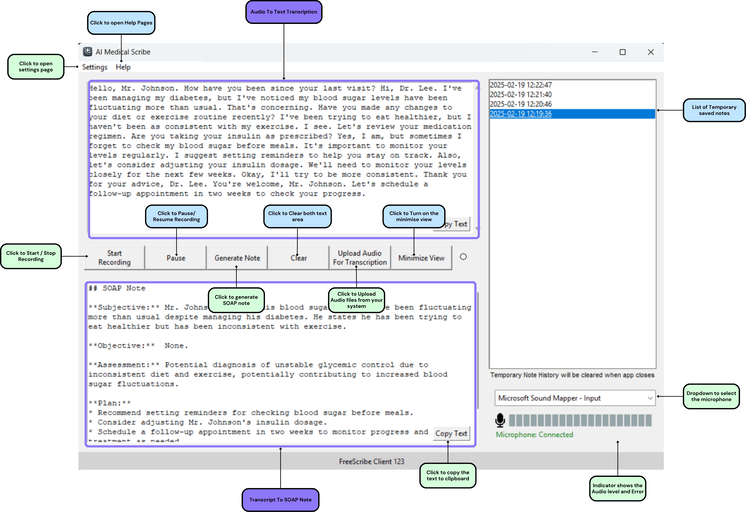 Audio To Text Transription
Click to open Help Pages
AI Medical Scribe
Click to open
settings page
Settings Help
Hello, Mr. Johnson. How have you been since your last visit? Hi, Dr. Lee. I've
been managing my diabetes, but I've noticed my blood sugar levels have been
fluctuating more than usual. That's concerning. Have you made any changes to
your diet or exercise routine recently? I've been trying to eat healthier, but I
haven't been as consistent with my exercise. I see. Let's review your medication
regimen. Are you taking your insulin as prescribed? Yes, I am, but sometimes I
forget to check my blood sugar before meals. It's important to monitor your
levels regularly. I suggest setting reminders to help you stay on track. Also,
let's consider adjusting your insulin dosage. We'll need to monitor your levels
closely for the next few weeks. Okay, I'll try to be more consistent. Thank you
for your advice, Dr. Lee. You're welcome, Mr. Johnson. Let's schedule a
follow-up appointment in two weeks to check your progress.
2025-02-19 12:22:47
2025-02-19 12:21:40
2025-02-19 12:20:46
2025-02-19 12:19:36
List of Temporary
saved notes
Click to Pause/
Resume Recording
Click to Clear both text
area
Click to Turn on the
minimise view
py Text
Click to Start / Stop
Recording
Start
Recording
Pause
Generate Note
Clear
Upload Audio
For Transcription
Minimize View
Click to generate
SOAP note
Click to Upload
Audio files from your
system
## SOAP Note
**Subjective:** Mr. Johns is blood sugar e been fluctuating
more than usual despite managing his diabetes. He states he has been trying to
eat healthier but has been inconsistent with exercise.
**Objective:** None.
**Assessment:** Potential diagnosis of unstable glycemic control due to
inconsistent diet and exercise, potentially contributing to increased blood
sugar fluctuations.
**Plan:**
* Recommend setting reminders for checking blood sugar before meals.
* Consider adjusting Mr. Johnson's insulin dosage.
* Schedule a follow-up appointment in two weeks to monitor progress and
treatment as needed.
Copy Text
Temporary Note History will be cleared when app closes
Microsoft Sound Mapper - Input
Dropdown to select
the microphone
Microphone: Connected
FreeScribe Client 123
Click to copy the
text to clipboard
Indicator shows the
Audio level and Error
Transcript To SOAP Note